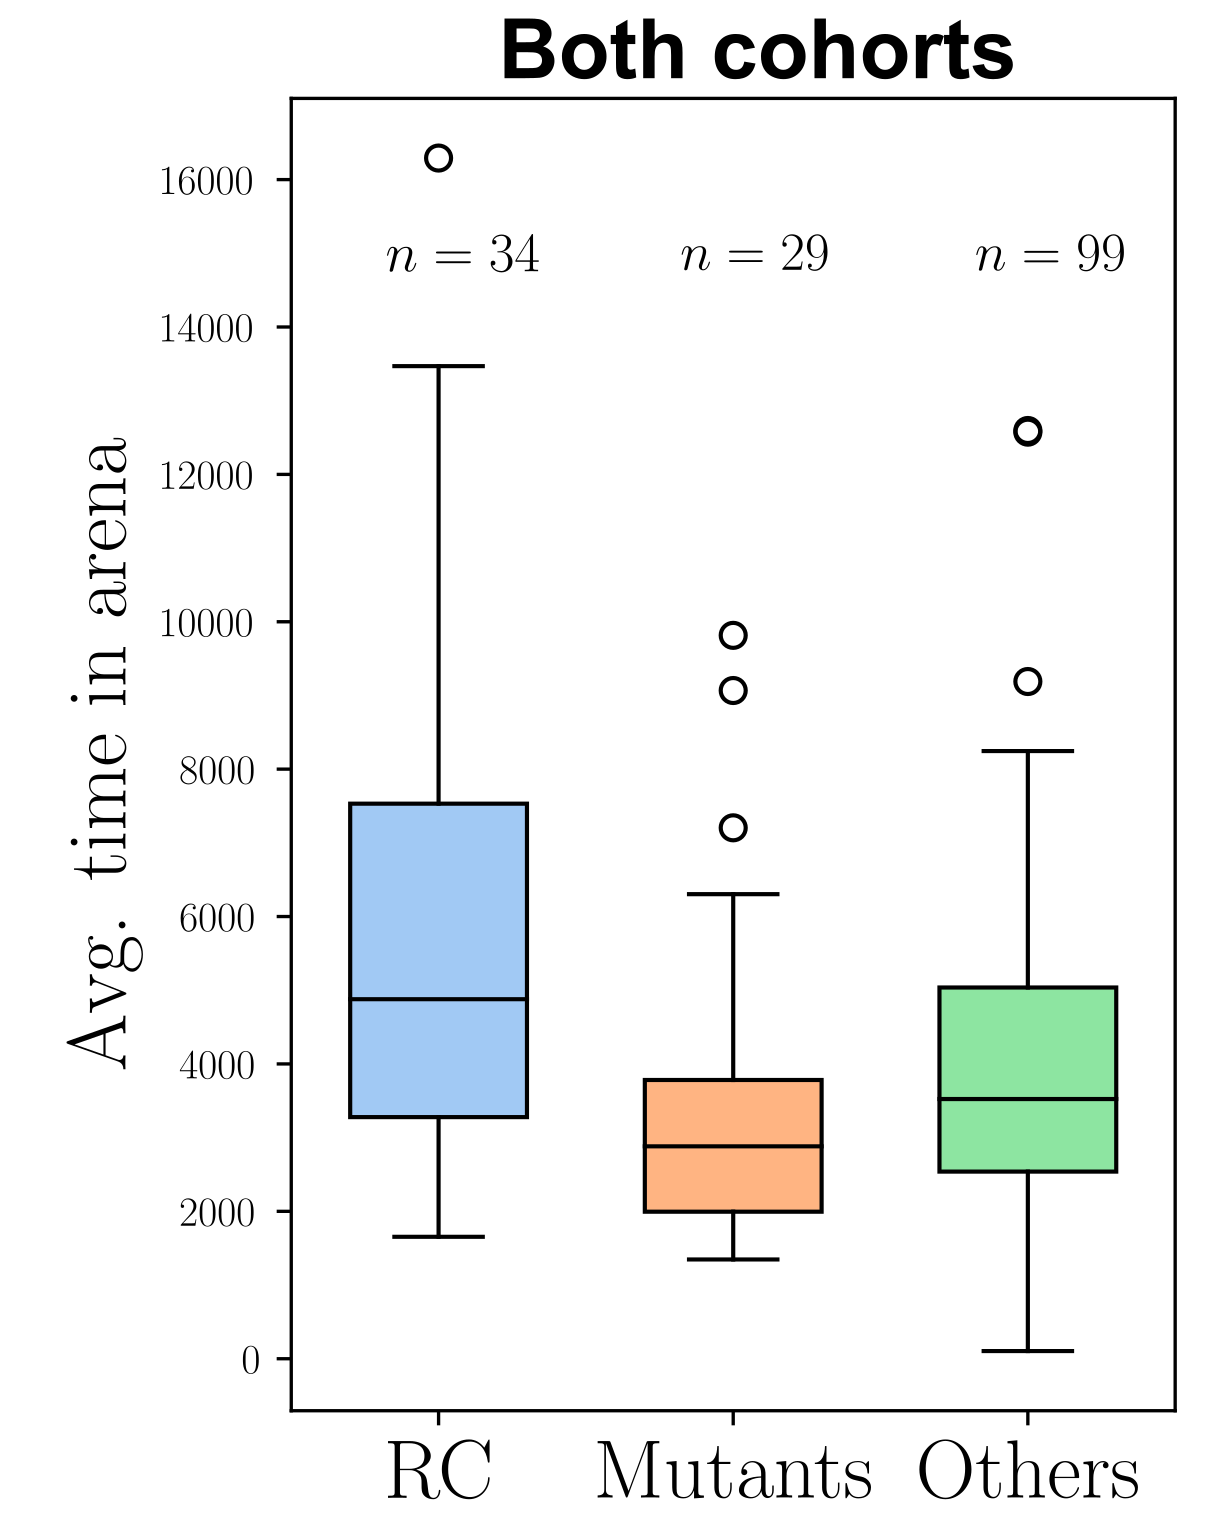 Both cohorts
Avg. time in arena
16000
14000
12000
10000
8000
6000
4000
2000
0
n = 34
n = 29
n = 99
RC
Mutants
Others